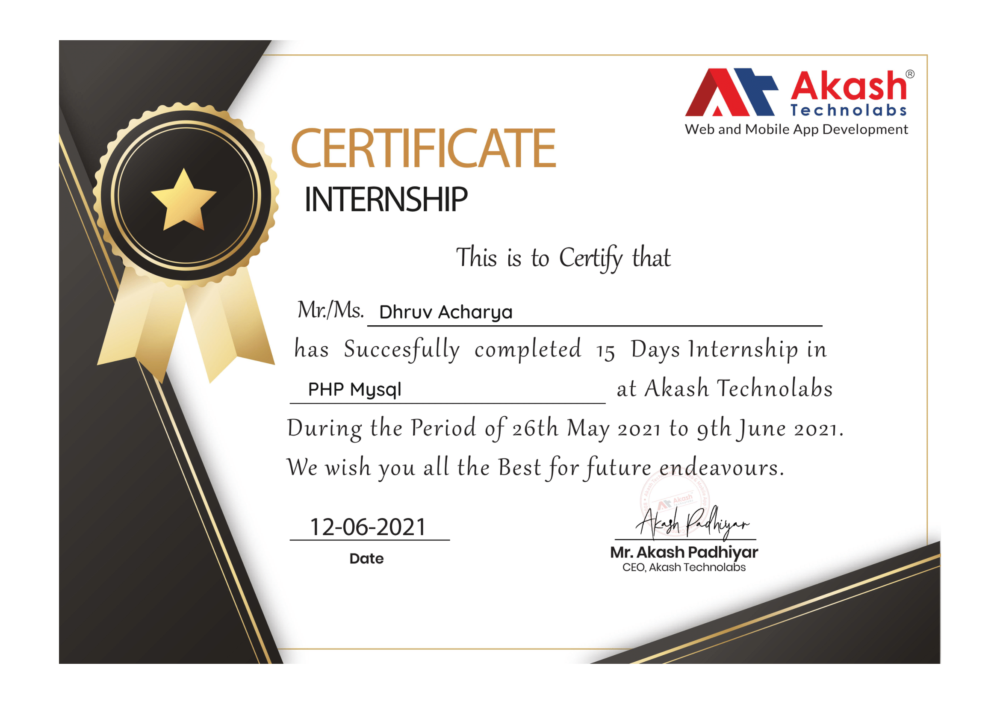 Akash®
Technolabs
Web and Mobile App Development
CERTIFICATE
INTERNSHIP
This is to Certify that
Mr./Ms. Dhruv Acharya
has Succesfully completed 15 Days Internship in
PHP Mysql at Akash Technolabs
During the Period of 26th May 2021 to 9th June 2021.
We wish you all the Best for future endeavours.
Akash
Technolabs
12-06-2021
Akash Padhiyar
Date
Mr. Akash Padhiyar
CEO, Akash Technolabs